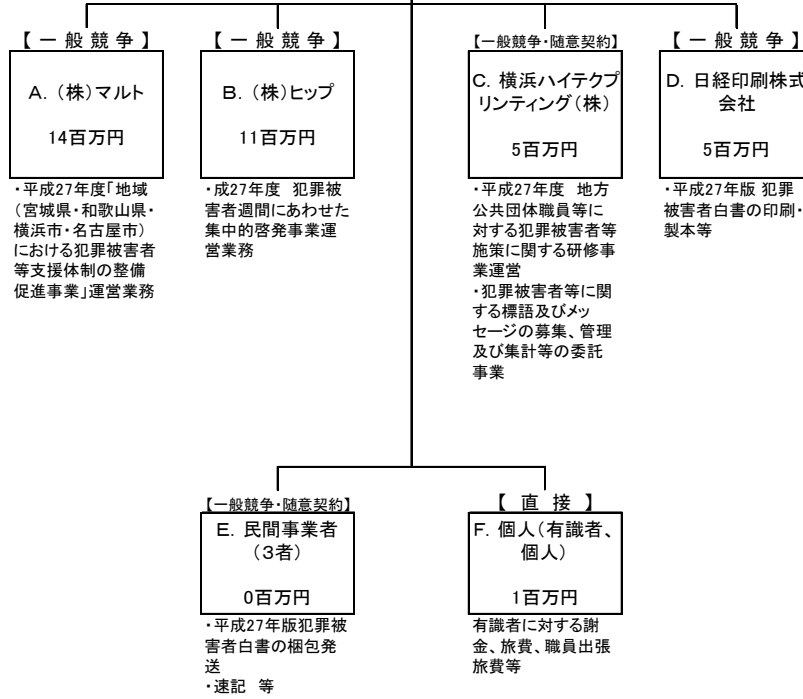 【一般競争】
A. (株)マルト
14百万円
・平成27年度「地域
(宮城県・和歌山県・
横浜市・名古屋市)
における犯罪被害者
等支援体制の整備
促進事業」運営業務
【一般競争】
B. (株)ヒップ
11百万円
・成27年度 犯罪被
害者週間にあわせた
集中的啓発事業運
営業務
【一般競争・随意契約】
C. 横浜ハイテクプ
リンティング(株)
5百万円
・平成27年度 地方
公共団体職員等に
対する犯罪被害者等
施策に関する研修事
業運営
・犯罪被害者等に関
する標語及びメッ
セージの募集、管理
及び集計等の委託
事業
【一般競争】
D. 日経印刷株式
会社
5百万円
・平成27年版 犯罪
被害者白書の印刷・
製本等
【一般競争・随意契約】
E. 民間事業者
(3者)
0百万円
・平成27年版犯罪被
害者白書の梱包発
送
・速記 等
【直接】
F. 個人(有識者、
個人)
1百万円
有識者に対する謝
金、旅費、職員出張
旅費等